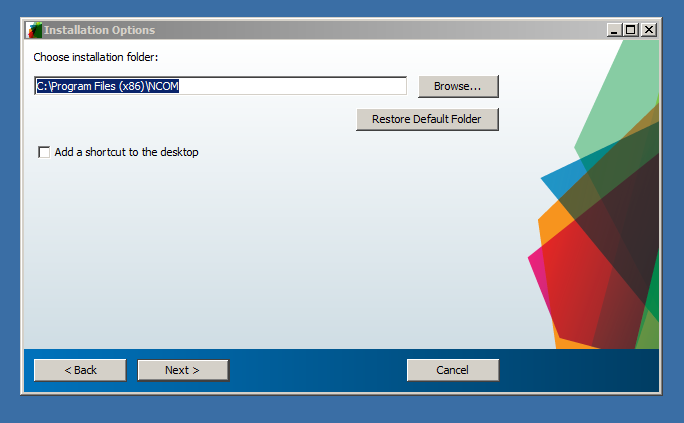 Installation Options
Choose installation folder:
C:\Program Files (x86)\NCOM
Browse...
Restore Default Folder
Add a shortcut to the desktop
< Back
Next >
Cancel